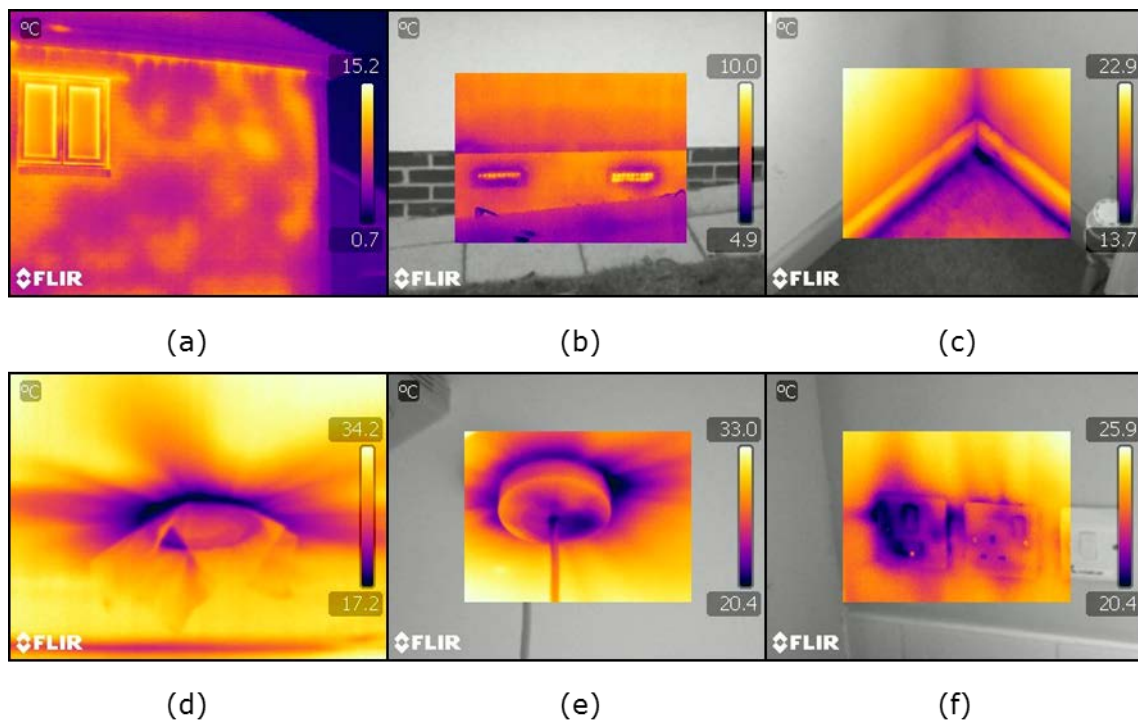 °C
15.2
0.7
FLIR
°C
10.0
4.9
FLIR
°C
22.9
13.7
FLIR
(a)
(b)
(c)
°C
34.2
17.2
FLIR
°C
33.0
20.4
FLIR
°C
25.9
20.4
FLIR
(d)
(e)
(f)